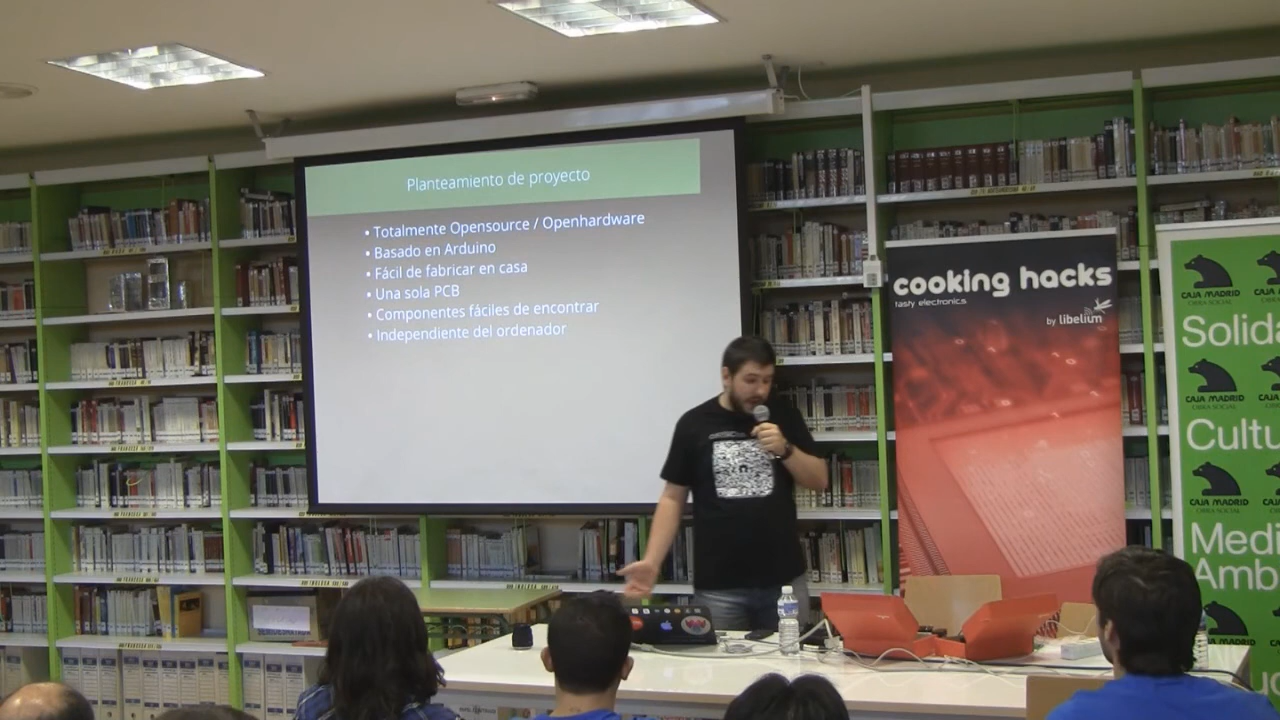 Planteamiento de proyecto
• Totalmente Opensource / Openhardware
• Basado en Arduino
• Fácil de fabricar en casa
• Una sola PCB
• Componentes fáciles de encontrar
• Independiente del ordenador
cooking hacks
tasty electronics
by libelium
CAJA MADRID
OBRA SOCIAL
CAJA
Solida
CAJA MADRID
OBRA SOCIAL
CAJA
Cultu
CAJA MADRID
OBRA SOCIAL
CAJA
Medi
Amb